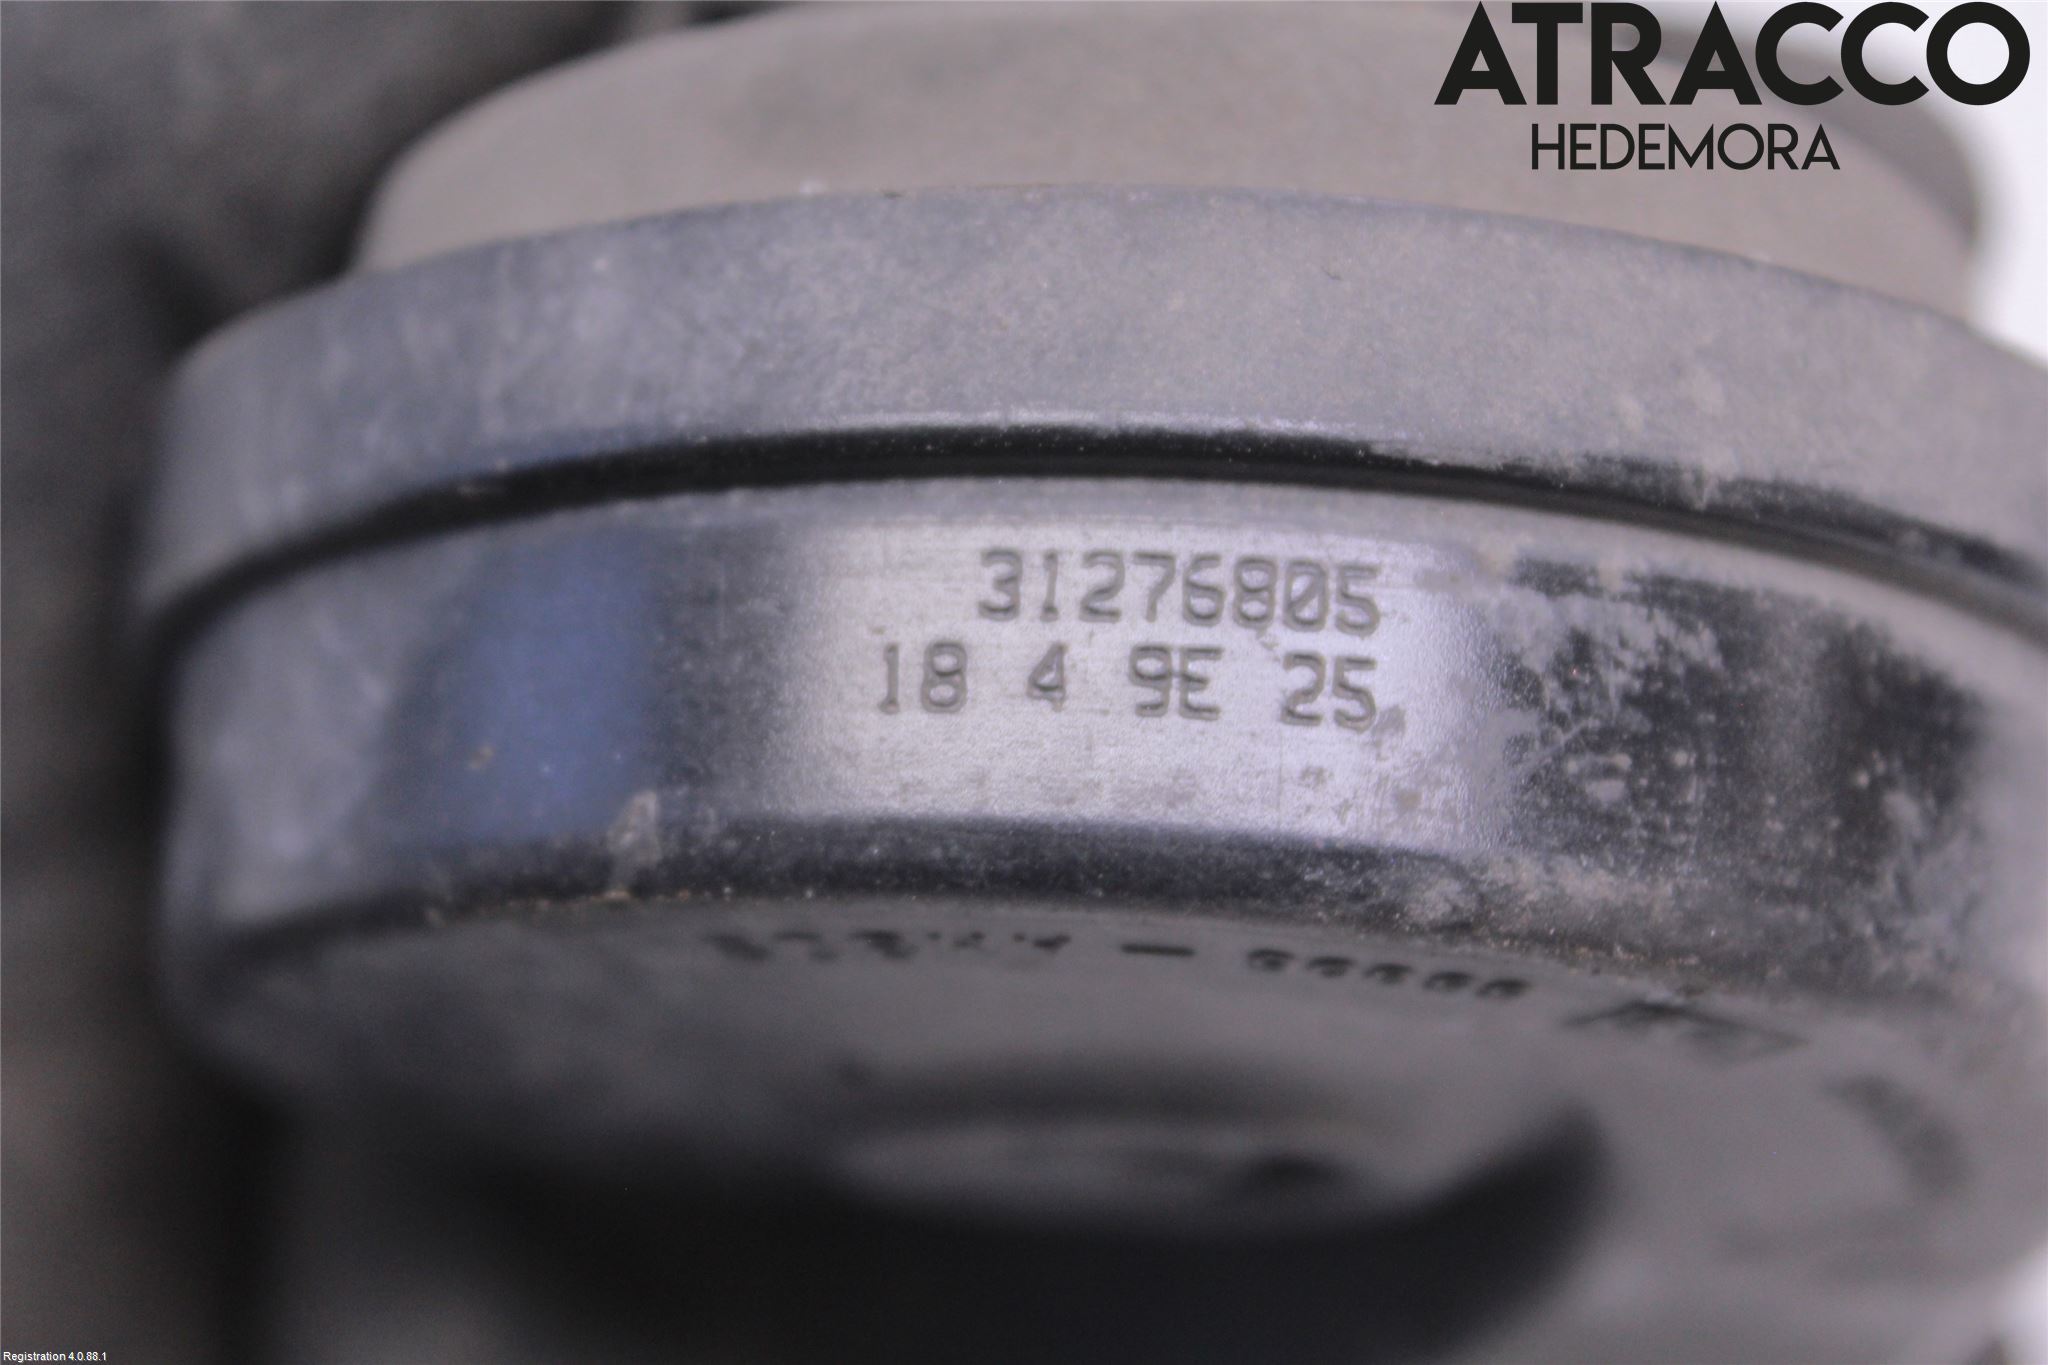 ATRACCO
HEDEMORA
31276805
18 4 9E 25
Registration 4.0.88.1